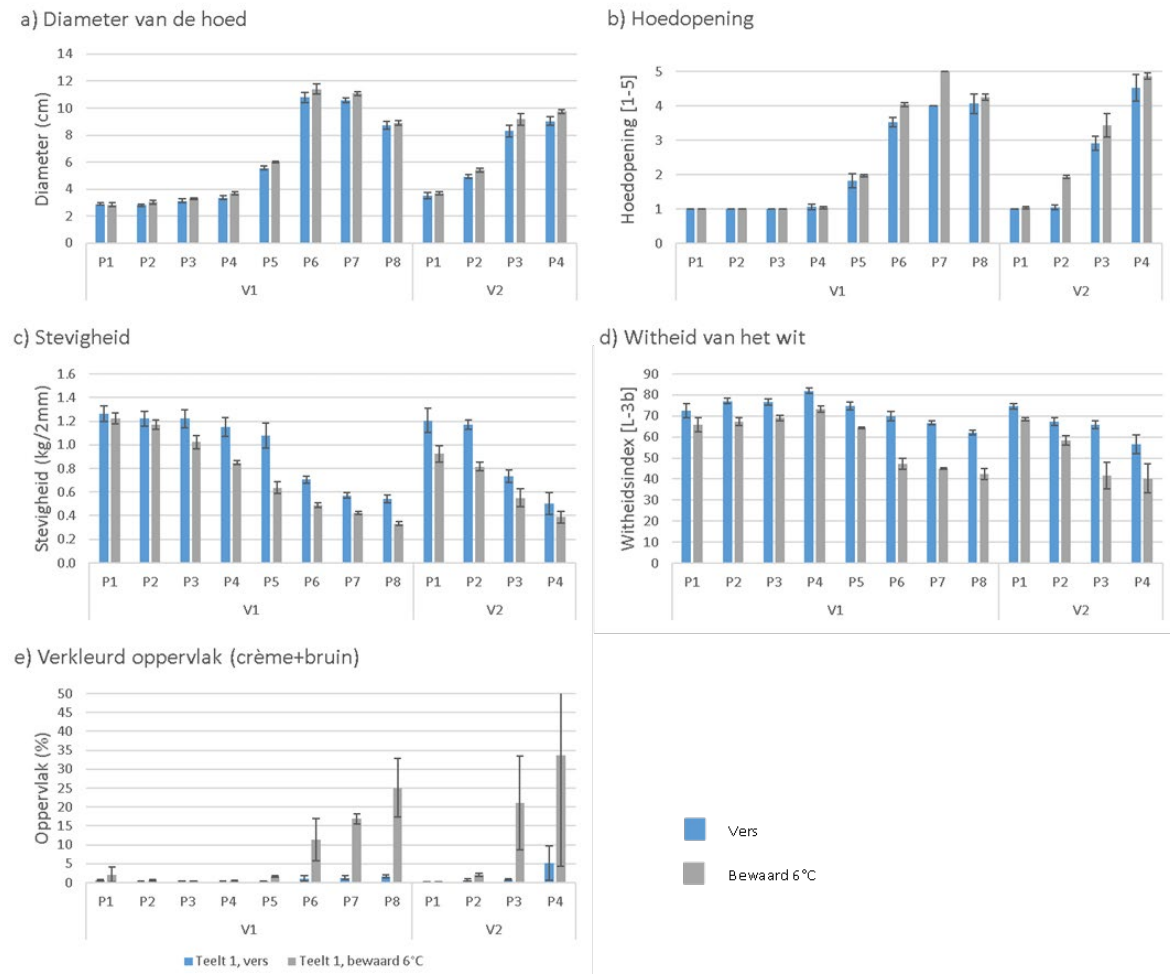 a) Diameter van de hoed
Diameter (cm)
14
12
10
8
6
4
2
0
P1 P2 P3 P4 P5 P6 P7 P8 P1 P2 P3 P4
V1 V2
b) Hoedopening
Hoedopening [1-5]
5
4
3
2
1
0
P1 P2 P3 P4 P5 P6 P7 P8 P1 P2 P3 P4
V1 V2
c) Stevigheid
Stevigheid (kg/2mm)
1.6
1.4
1.2
1.0
0.8
0.6
0.4
0.2
0.0
P1 P2 P3 P4 P5 P6 P7 P8 P1 P2 P3 P4
V1 V2
d) Witheid van het wit
Witheidsindex [L-3b]
90
80
70
60
50
40
30
20
10
0
P1 P2 P3 P4 P5 P6 P7 P8 P1 P2 P3 P4
V1 V2
e) Verkleurd oppervlak (crème+bruin)
Oppervlak (%)
50
45
40
35
30
25
20
15
10
5
0
P1 P2 P3 P4 P5 P6 P7 P8 P1 P2 P3 P4
V1 V2
Teelt 1, vers Teelt 1, bewaard 6°C
Vers
Bewaard 6°C